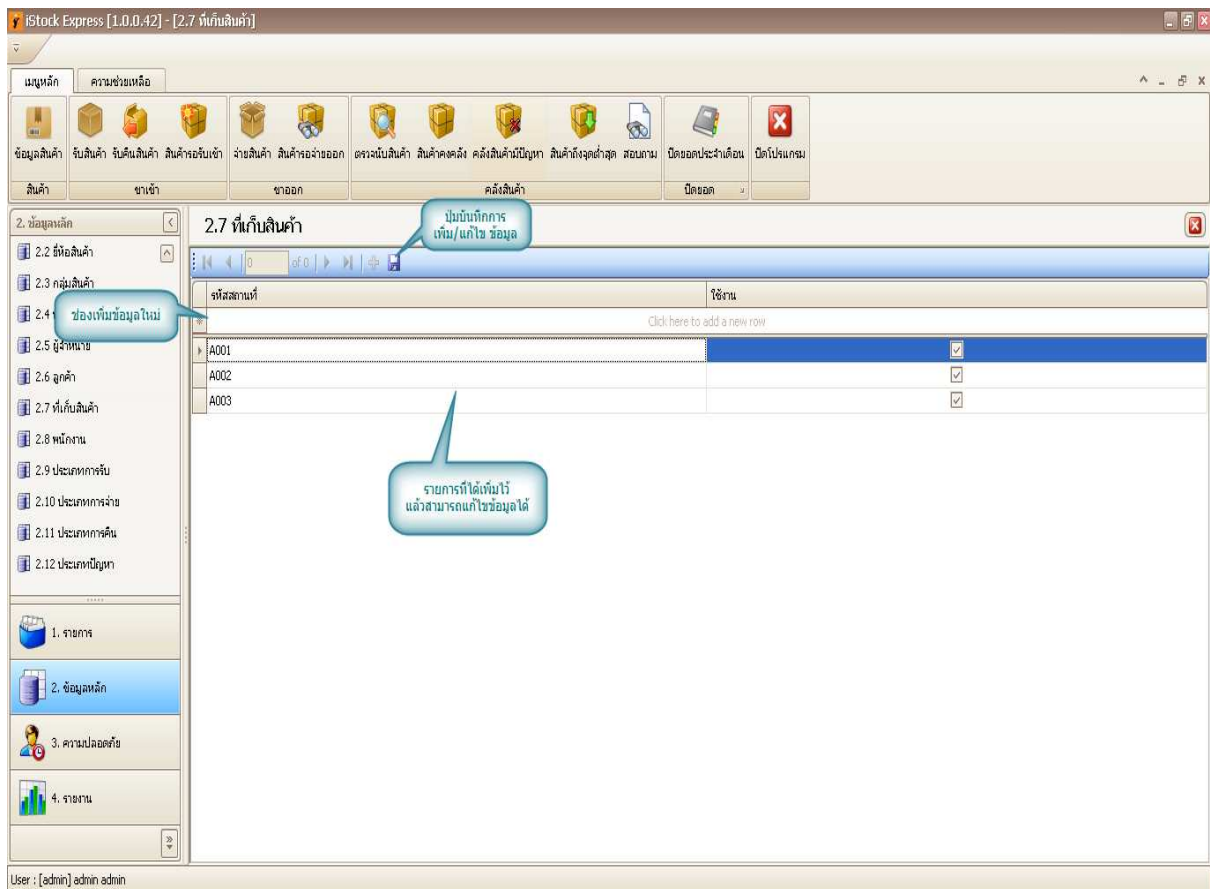 iStock Express [1.0.0.42] - [2.7 ที่เก็บสินค้า]
เมนูหลัก ความช่วยเหลือ
ข้อมูลสินค้า รับสินค้า รับคืนสินค้า สินค้ารอรับเข้า จ่ายสินค้า สินค้ารอจ่ายออก ตรวจนับสินค้า สินค้าคงคลัง คลังสินค้ามีปัญหา สินค้าถึงจุดต่ำสุด สอบถาม ปิดยอดประจำเดือน ปิดโปรแกรม
สินค้า ขาเข้า ขาออก คลังสินค้า ปิดยอด
2. ข้อมูลหลัก
2.2 ยี่ห้อสินค้า
2.3 กลุ่มสินค้า
2.4
2.5 ผู้จำหน่าย
2.6 ลูกค้า
2.7 ที่เก็บสินค้า
2.8 พนักงาน
2.9 ประเภทการรับ
2.10 ประเภทการจ่าย
2.11 ประเภทการคืน
2.12 ประเภทปัญหา
1. รายการ
2. ข้อมูลหลัก
3. ความปลอดภัย
4. รายงาน
2.7 ที่เก็บสินค้า
ปุ่มบันทึกการ
เพิ่ม/แก้ไข ข้อมูล
0 of 0
รหัสสถานที่ ใช้งาน
ช่องเพิ่มข้อมูลใหม่
Click here to add a new row
A001
A002
A003
รายการที่ได้เพิ่มไว้
แล้วสามารถแก้ไขข้อมูลได้
User : [admin] admin admin